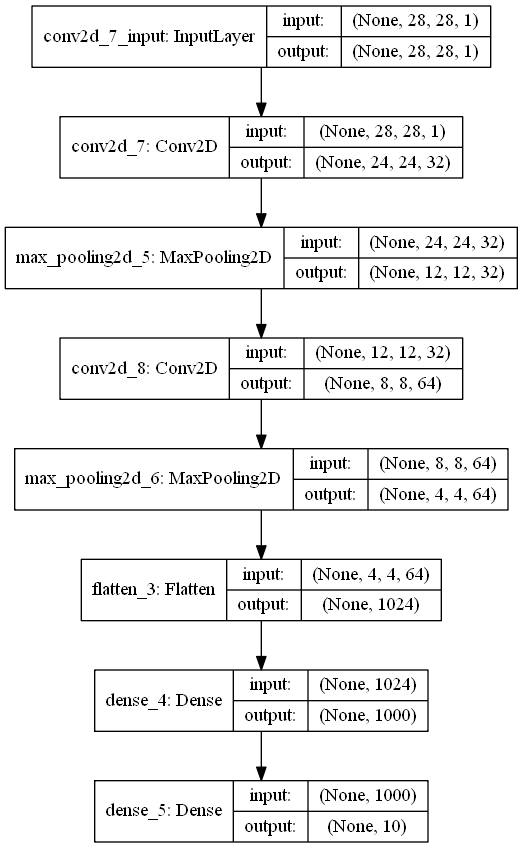 conv2d_7_input: InputLayer
input: (None, 28, 28, 1)
output: (None, 28, 28, 1)
conv2d_7: Conv2D
input: (None, 28, 28, 1)
output: (None, 24, 24, 32)
max_pooling2d_5: MaxPooling2D
input: (None, 24, 24, 32)
output: (None, 12, 12, 32)
conv2d_8: Conv2D
input: (None, 12, 12, 32)
output: (None, 8, 8, 64)
max_pooling2d_6: MaxPooling2D
input: (None, 8, 8, 64)
output: (None, 4, 4, 64)
flatten_3: Flatten
input: (None, 4, 4, 64)
output: (None, 1024)
dense_4: Dense
input: (None, 1024)
output: (None, 1000)
dense_5: Dense
input: (None, 1000)
output: (None, 10)